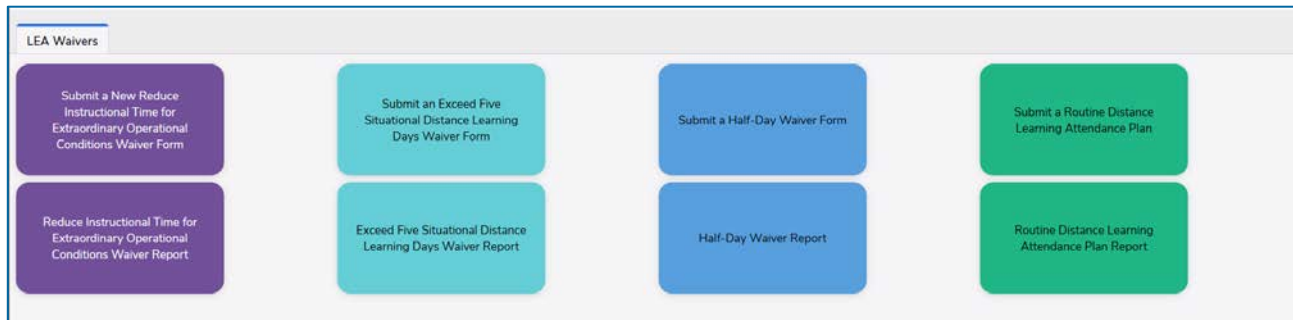 LEA Waivers
Submit a New Reduce
Instructional Time for
Extraordinary Operational
Conditions Waiver Form
Submit an Exceed Five
Situational Distance Learning
Days Waiver Form
Submit a Half-Day Waiver Form
Submit a Routine Distance
Learning Attendance Plan
Reduce Instructional Time for
Extraordinary Operational
Conditions Waiver Report
Exceed Five Situational Distance
Learning Days Waiver Report
Half-Day Waiver Report
Routine Distance Learning
Attendance Plan Report